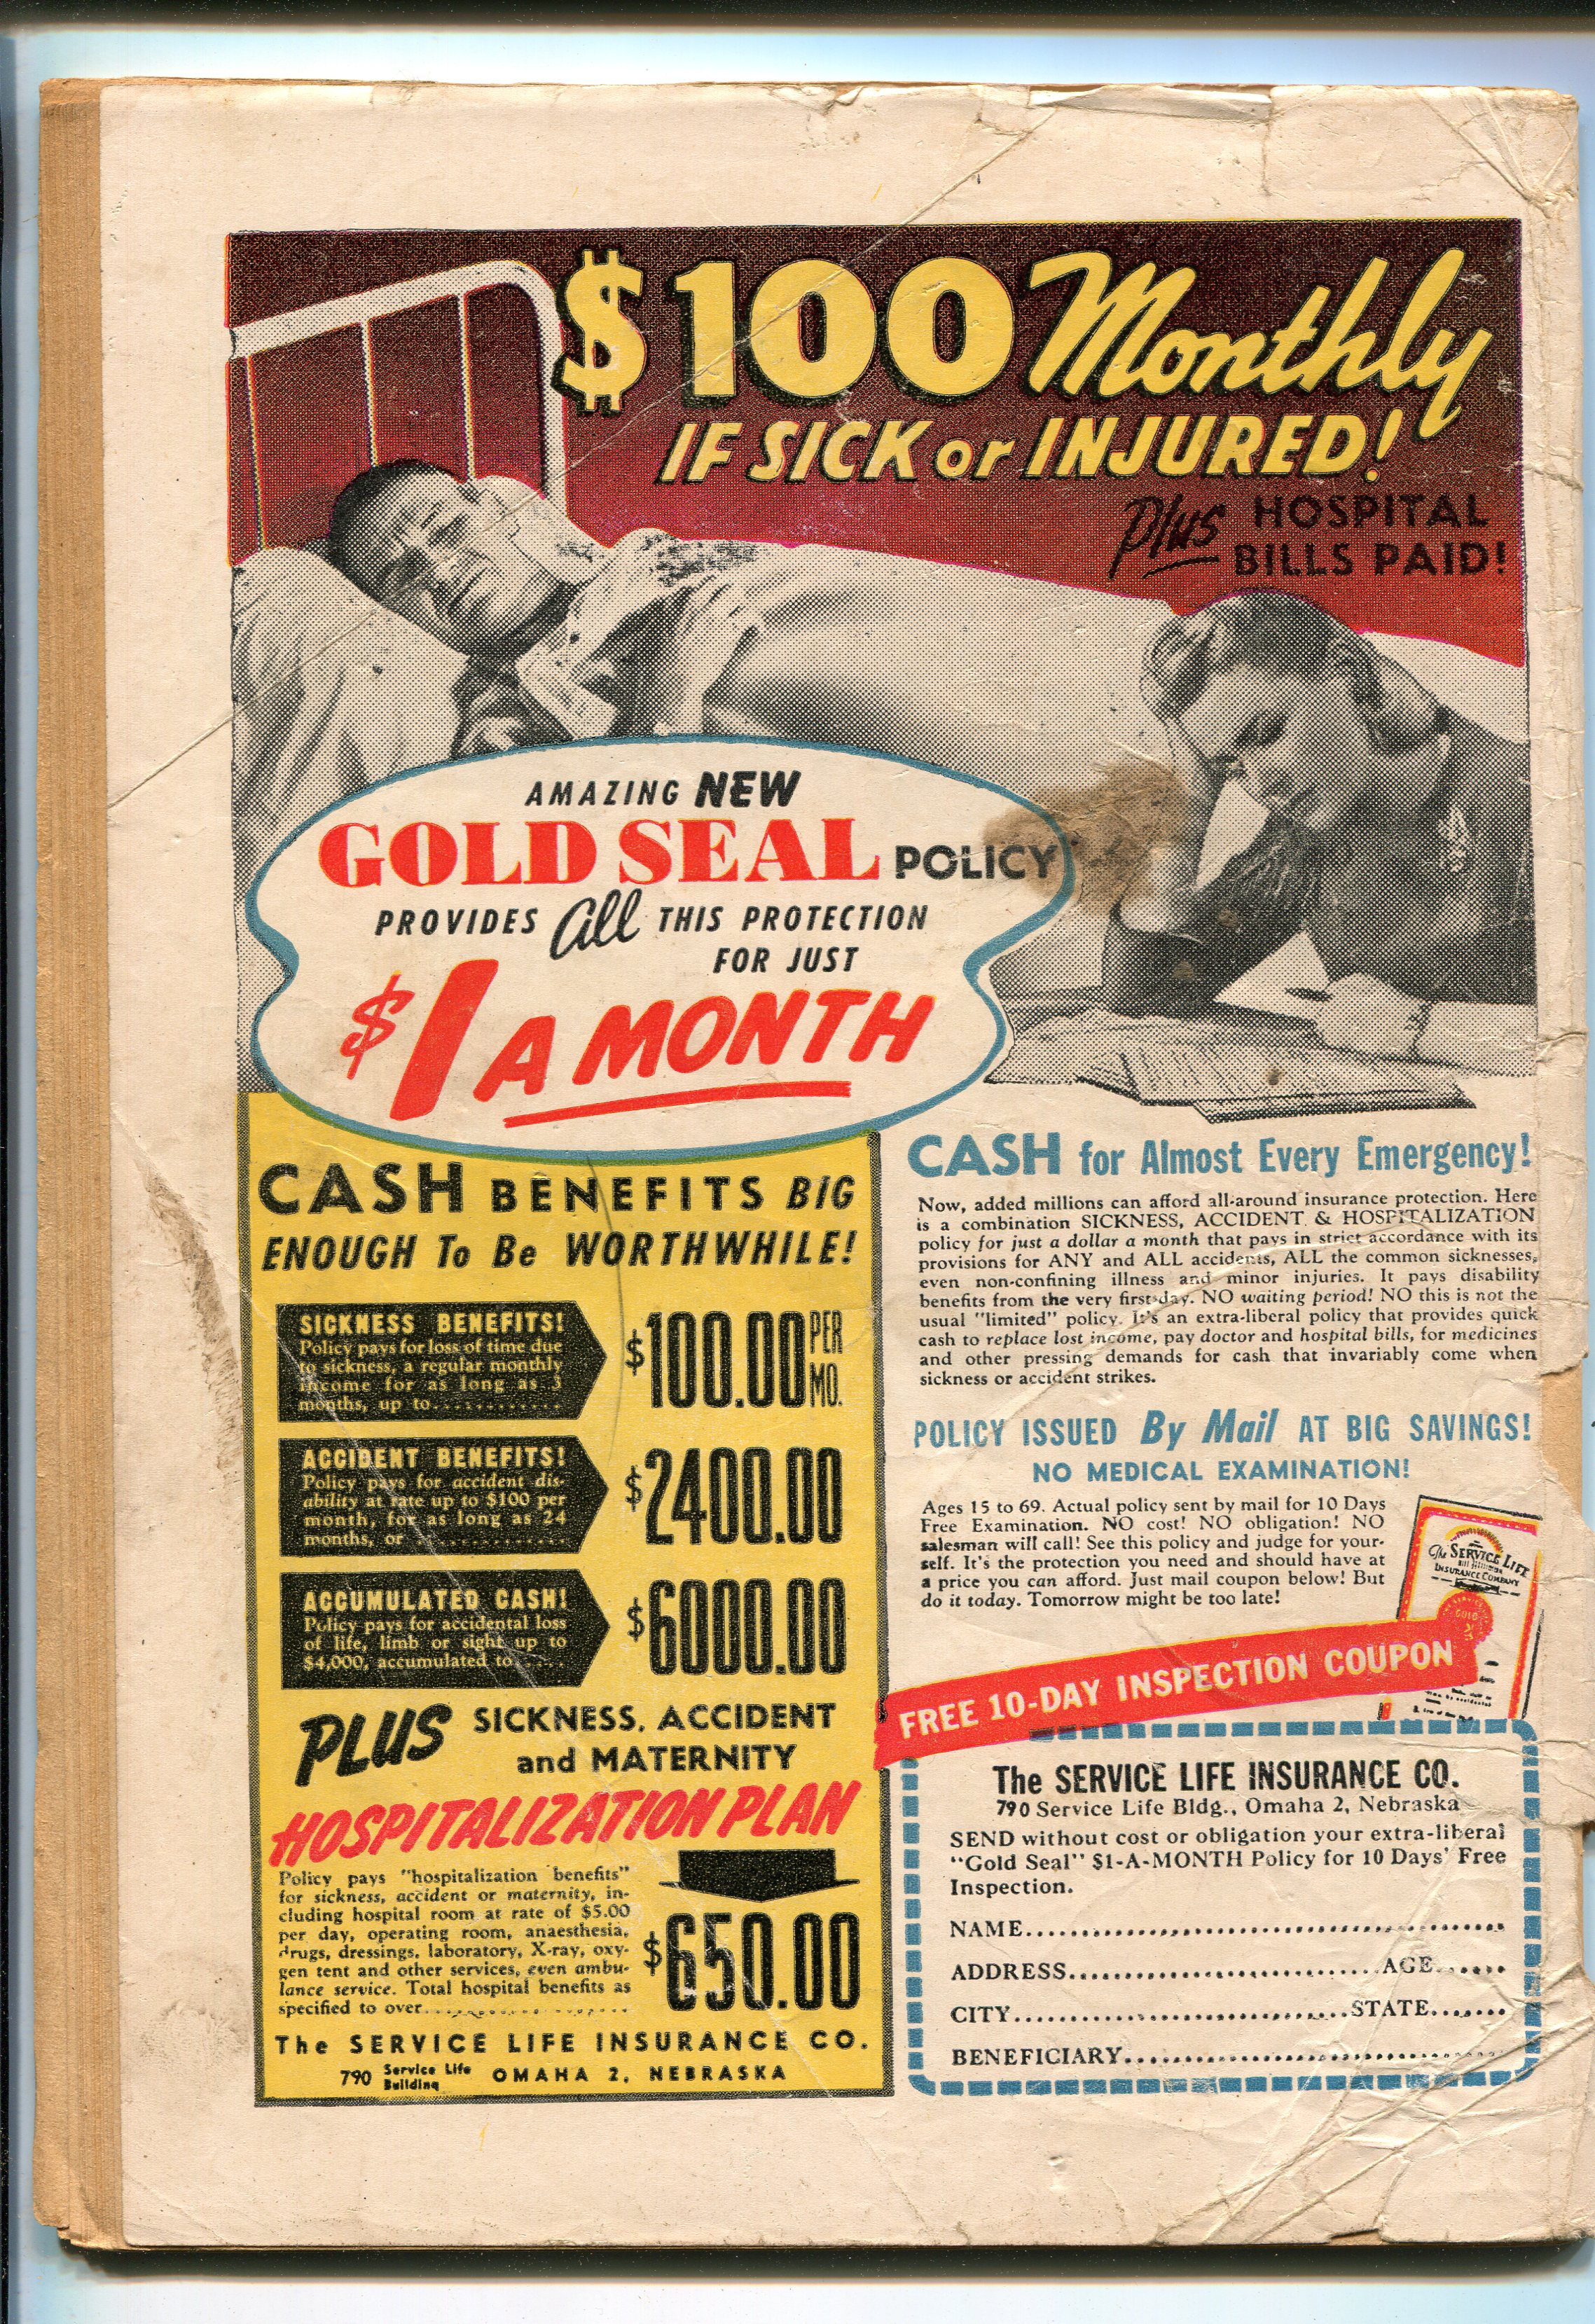 $100 Monthly
IF SICK or INJURED!
Plus HOSPITAL
BILLS PAID!
AMAZING NEW
GOLD SEAL POLICY
PROVIDES all THIS PROTECTION
FOR JUST
$1 A MONTH
CASH BENEFITS BIG
ENOUGH To Be WORTHWHILE!
SICKNESS BENEFITS!
Policy pays for loss of time due
to sickness, a regular monthly
income for as long as 3
months, up to.............
$100.00 PER MO.
ACCIDENT BENEFITS!
Policy pays for accident dis-
ability at rate up to $100 per
month, for as long as 24
months, or ...............
$2400.00
ACCUMULATED CASH!
Policy pays for accidental loss
of life, limb or sight up to
$4,000, accumulated to.....
$6000.00
PLUS SICKNESS, ACCIDENT
and MATERNITY
HOSPITALIZATION PLAN
Policy pays "hospitalization benefits"
for sickness, accident or maternity, in-
cluding hospital room at rate of $5.00
per day, operating room, anaesthesia,
drugs, dressings, laboratory, X-ray, oxy-
gen tent and other services, even ambu-
lance service. Total hospital benefits as
specified to over....................
$650.00
The SERVICE LIFE INSURANCE CO.
790 Service Life Building OMAHA 2, NEBRASKA
CASH for Almost Every Emergency!
Now, added millions can afford all-around insurance protection. Here
is a combination SICKNESS, ACCIDENT & HOSPITALIZATION
policy for just a dollar a month that pays in strict accordance with its
provisions for ANY and ALL accidents, ALL the common sicknesses,
even non-confining illness and minor injuries. It pays disability
benefits from the very first day. NO waiting period! NO this is not the
usual "limited" policy. It's an extra-liberal policy that provides quick
cash to replace lost income, pay doctor and hospital bills, for medicines
and other pressing demands for cash that invariably come when
sickness or accident strikes.
POLICY ISSUED By Mail AT BIG SAVINGS!
NO MEDICAL EXAMINATION!
Ages 15 to 69. Actual policy sent by mail for 10 Days
Free Examination. NO cost! NO obligation! NO
salesman will call! See this policy and judge for your-
self. It's the protection you need and should have at
a price you can afford. Just mail coupon below! But
do it today. Tomorrow might be too late!
The SERVICE LIFE
INSURANCE COMPANY
GOLD
FREE 10-DAY INSPECTION COUPON
The SERVICE LIFE INSURANCE CO.
790 Service Life Bldg., Omaha 2, Nebraska
SEND without cost or obligation your extra-liberal
"Gold Seal" $1-A-MONTH Policy for 10 Days' Free
Inspection.
NAME..................................................
ADDRESS................................AGE.......
CITY..................................STATE.......
BENEFICIARY........................................